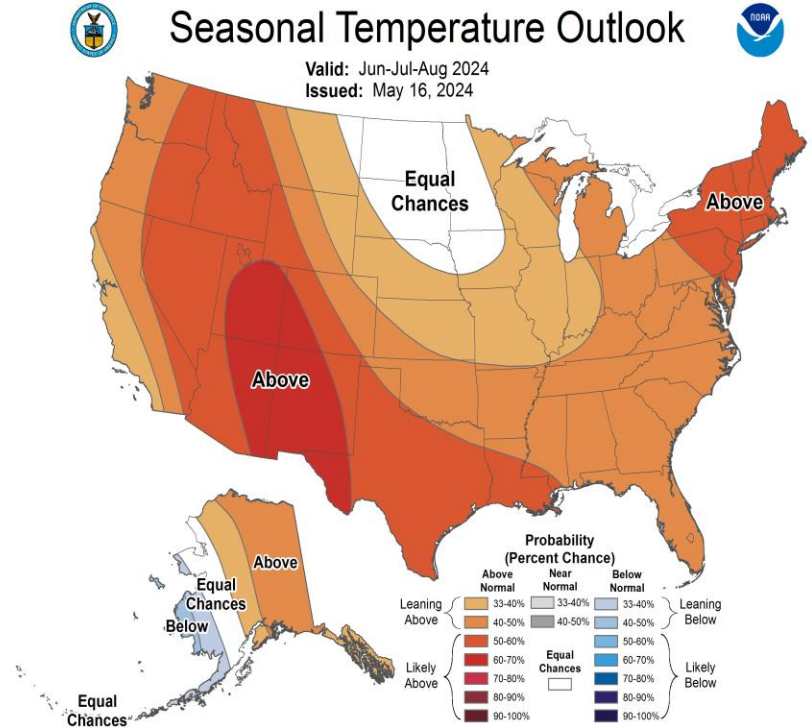 Seasonal Temperature Outlook
NOAA
Valid: Jun-Jul-Aug 2024
Issued: May 16, 2024
Equal
Chances
Above
Above
Above
Equal
Chances
Below
Equal
Chances
Probability
(Percent Chance)
Above
Normal
Near
Normal
Below
Normal
Leaning
Above
33-40%
40-50%
33-40%
40-50%
33-40%
40-50%
Leaning
Below
Likely
Above
50-60%
60-70%
70-80%
80-90%
90-100%
Equal
Chances
50-60%
60-70%
70-80%
80-90%
90-100%
Likely
Below